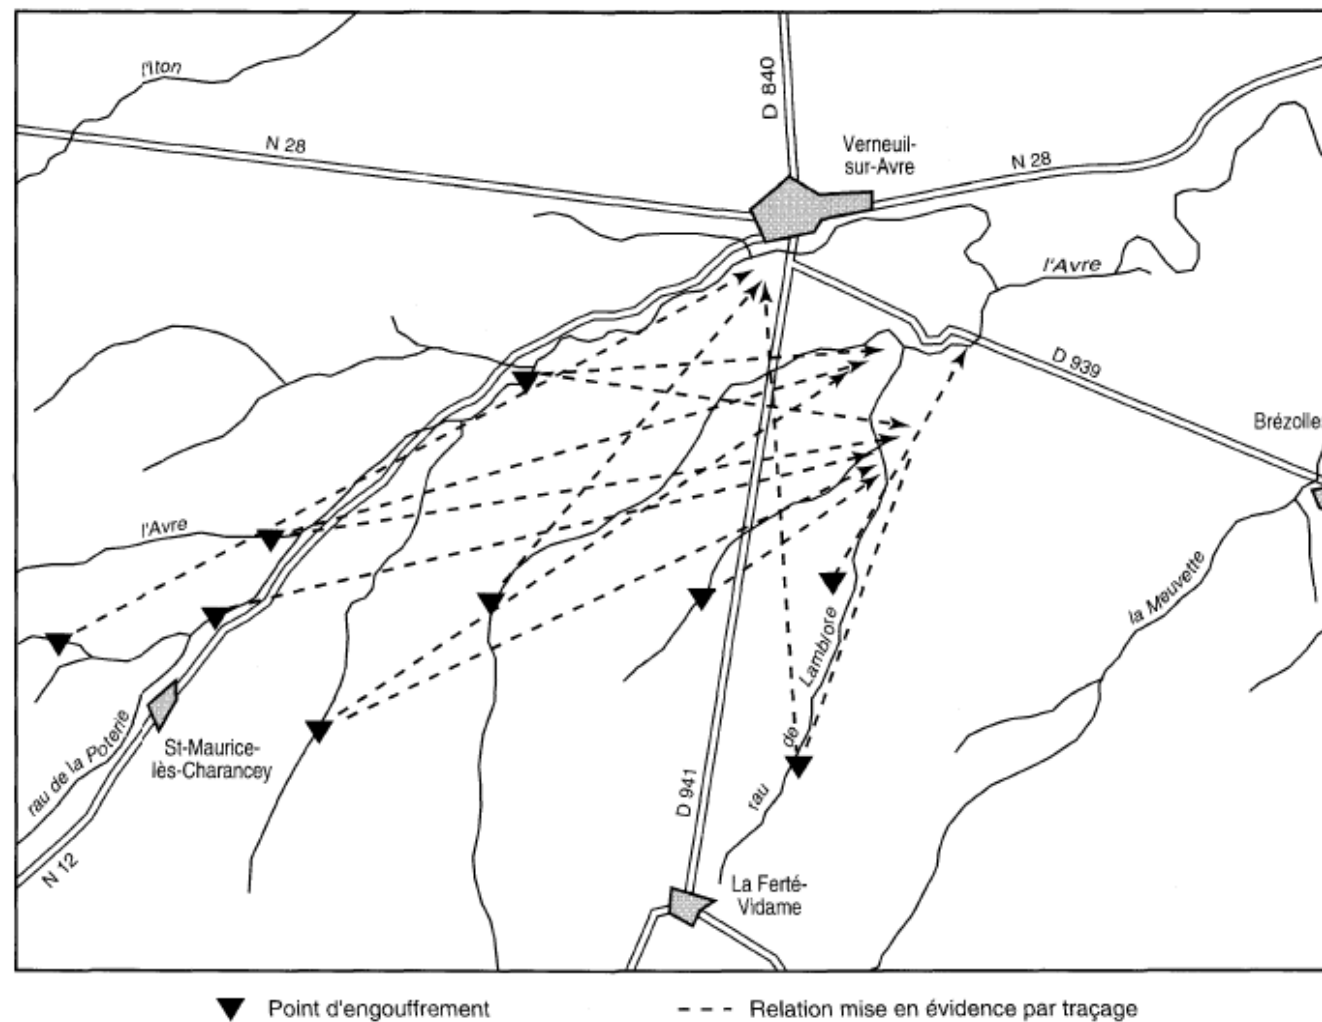 l'Iton
D 840
N 28
Verneuil-
sur-Avre
N 28
l'Avre
D 939
Brézolle
l'Avre
la Meuvette
Lamblore
de
rau
St-Maurice-
lès-Charancey
rau de la Poterie
N 12
D 941
La Ferté-
Vidame
Point d'engouffrement
Relation mise en évidence par traçage